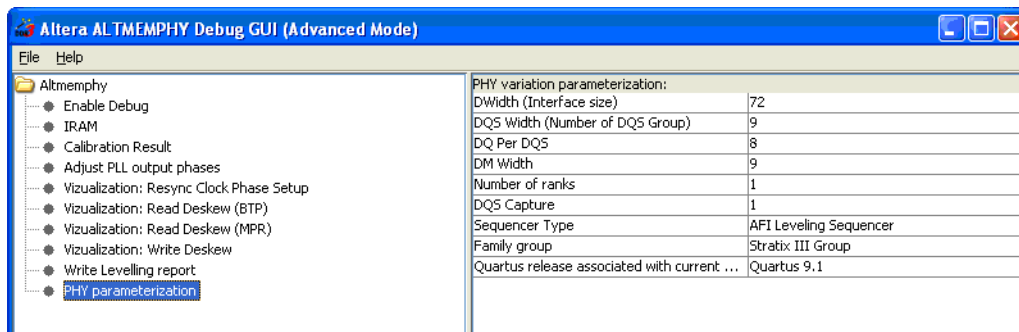 Altera ALTMEMPHY Debug GUI (Advanced Mode)
File Help
Altmemphy
Enable Debug
IRAM
Calibration Result
Adjust PLL output phases
Vizualization: Resync Clock Phase Setup
Vizualization: Read Deskew (BTP)
Vizualization: Read Deskew (MPR)
Vizualization: Write Deskew
Write Levelling report
PHY parameterization
PHY variation parameterization:
DWidth (Interface size) 72
DQS Width (Number of DQS Group) 9
DQ Per DQS 8
DM Width 9
Number of ranks 1
DQS Capture 1
Sequencer Type AFI Leveling Sequencer
Family group Stratix III Group
Quartus release associated with current ... Quartus 9.1